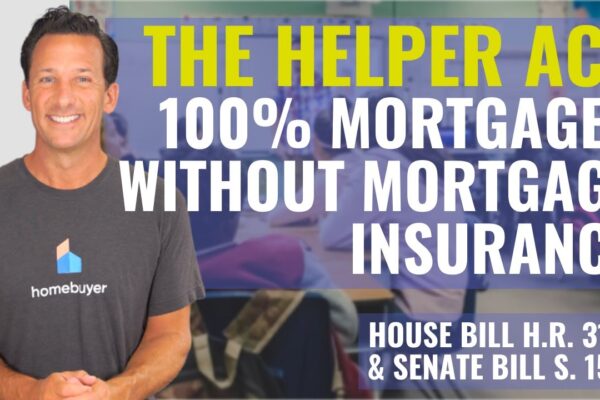 THE HELPER AC
100% MORTGAGE
WITHOUT MORTGAG
INSURANC
HOUSE BILL H.R. 31
& SENATE BILL S. 15
homebuyer